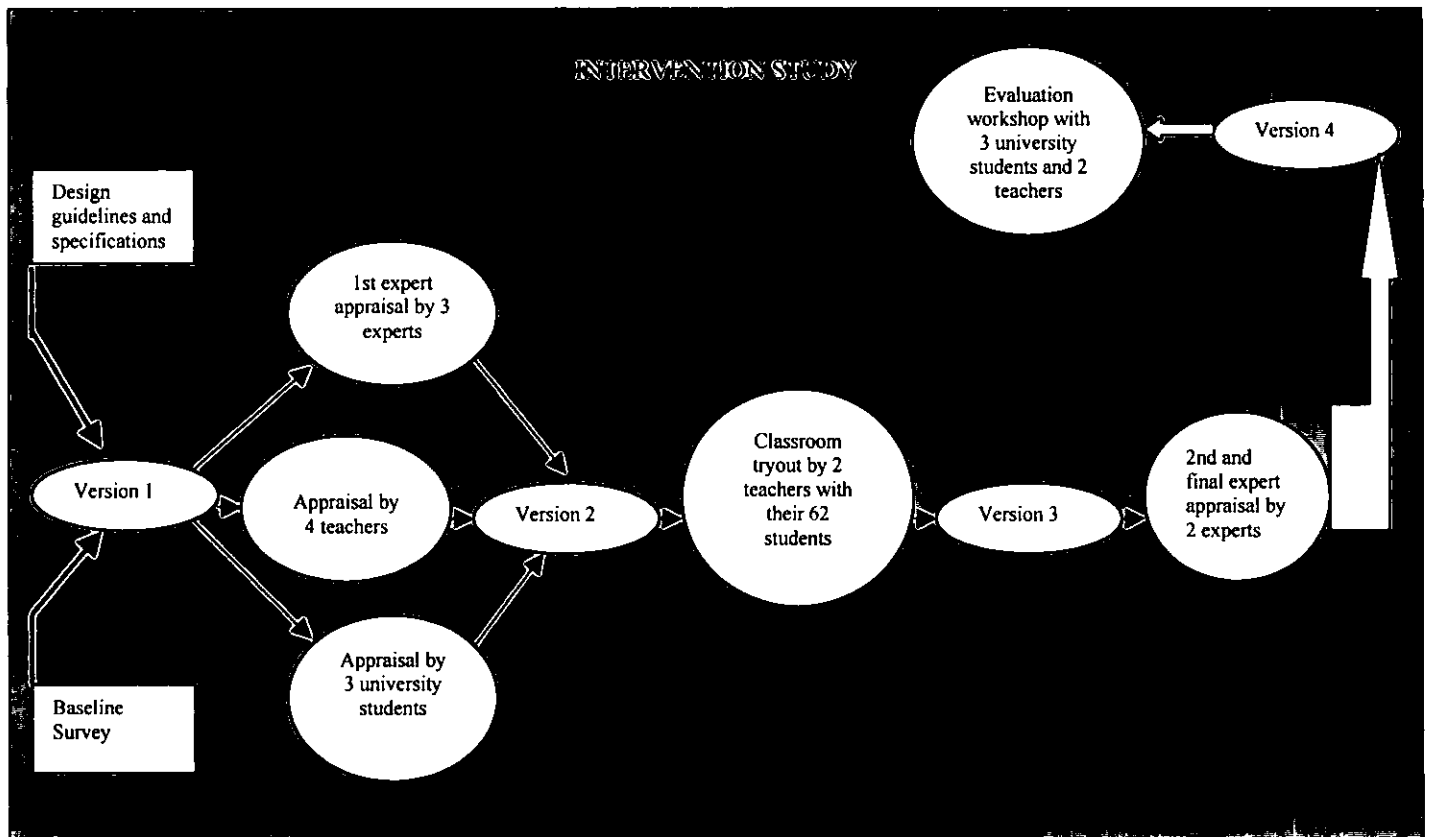 INTERVENTION STUDY
Design
guidelines and
specifications
Baseline
Survey
Version 1
1st expert
appraisal by 3
experts
Appraisal by
4 teachers
Appraisal by
3 university
students
Version 2
Classroom
tryout by 2
teachers with
their 62
students
Version 3
2nd and
final expert
appraisal by
2 experts
Version 4
Evaluation
workshop with
3 university
students and 2
teachers